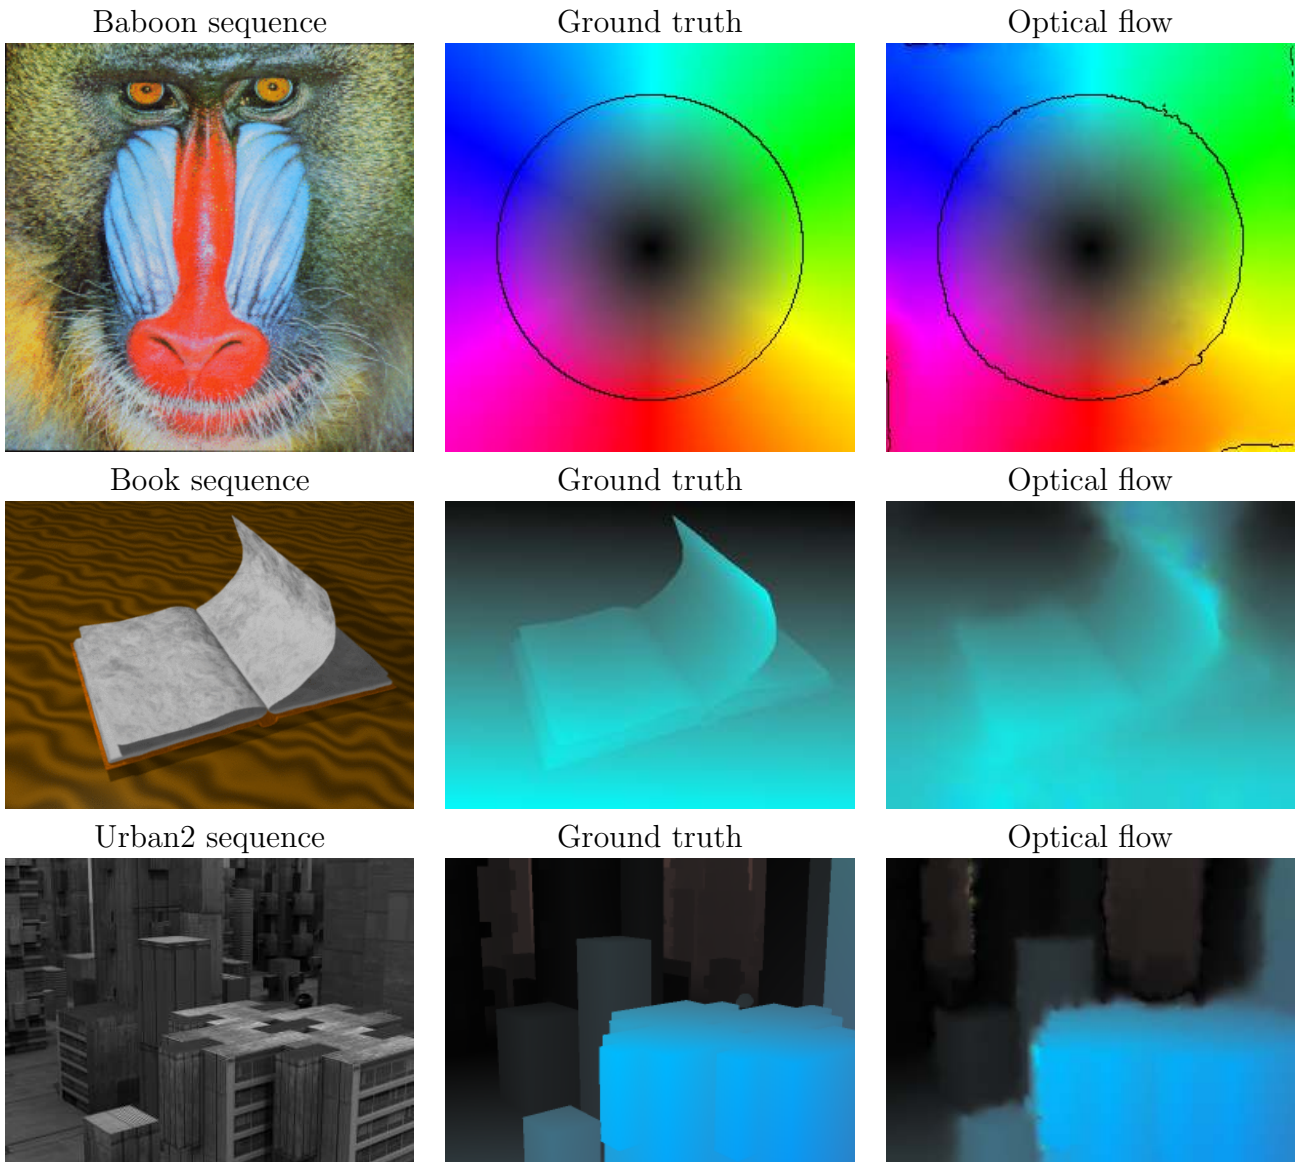 Baboon sequence
Ground truth
Optical flow
Book sequence
Ground truth
Optical flow
Urban2 sequence
Ground truth
Optical flow